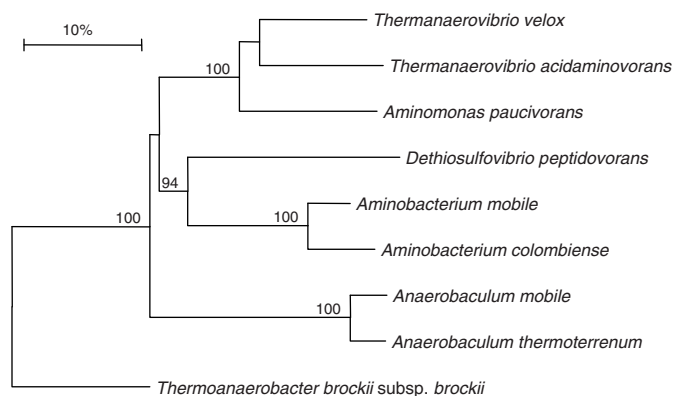 10%
Thermanaerovibrio velox
100
Thermanaerovibrio acidaminovorans
Aminomonas paucivorans
Dethiosulfovibrio peptidovorans
94
Aminobacterium mobile
100
100
Aminobacterium colombiense
Anaerobaculum mobile
100
Anaerobaculum thermoterrenum
Thermoanaerobacter brockii subsp. brockii